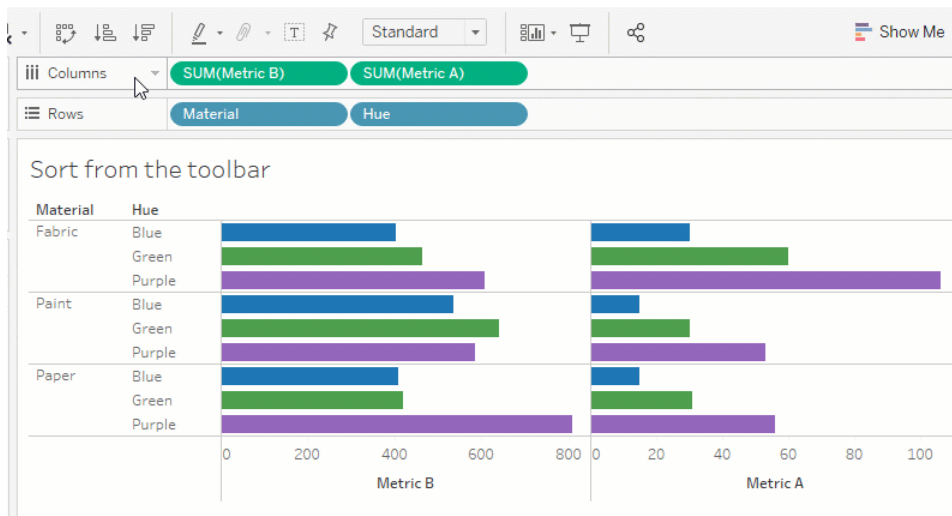 Standard Show Me
Columns SUM(Metric B) SUM(Metric A)
Rows Material Hue
Sort from the toolbar
Material Hue
Fabric Blue
Green
Purple
Paint Blue
Green
Purple
Paper Blue
Green
Purple
0 200 400 600 800 0 20 40 60 80 100
Metric B Metric A